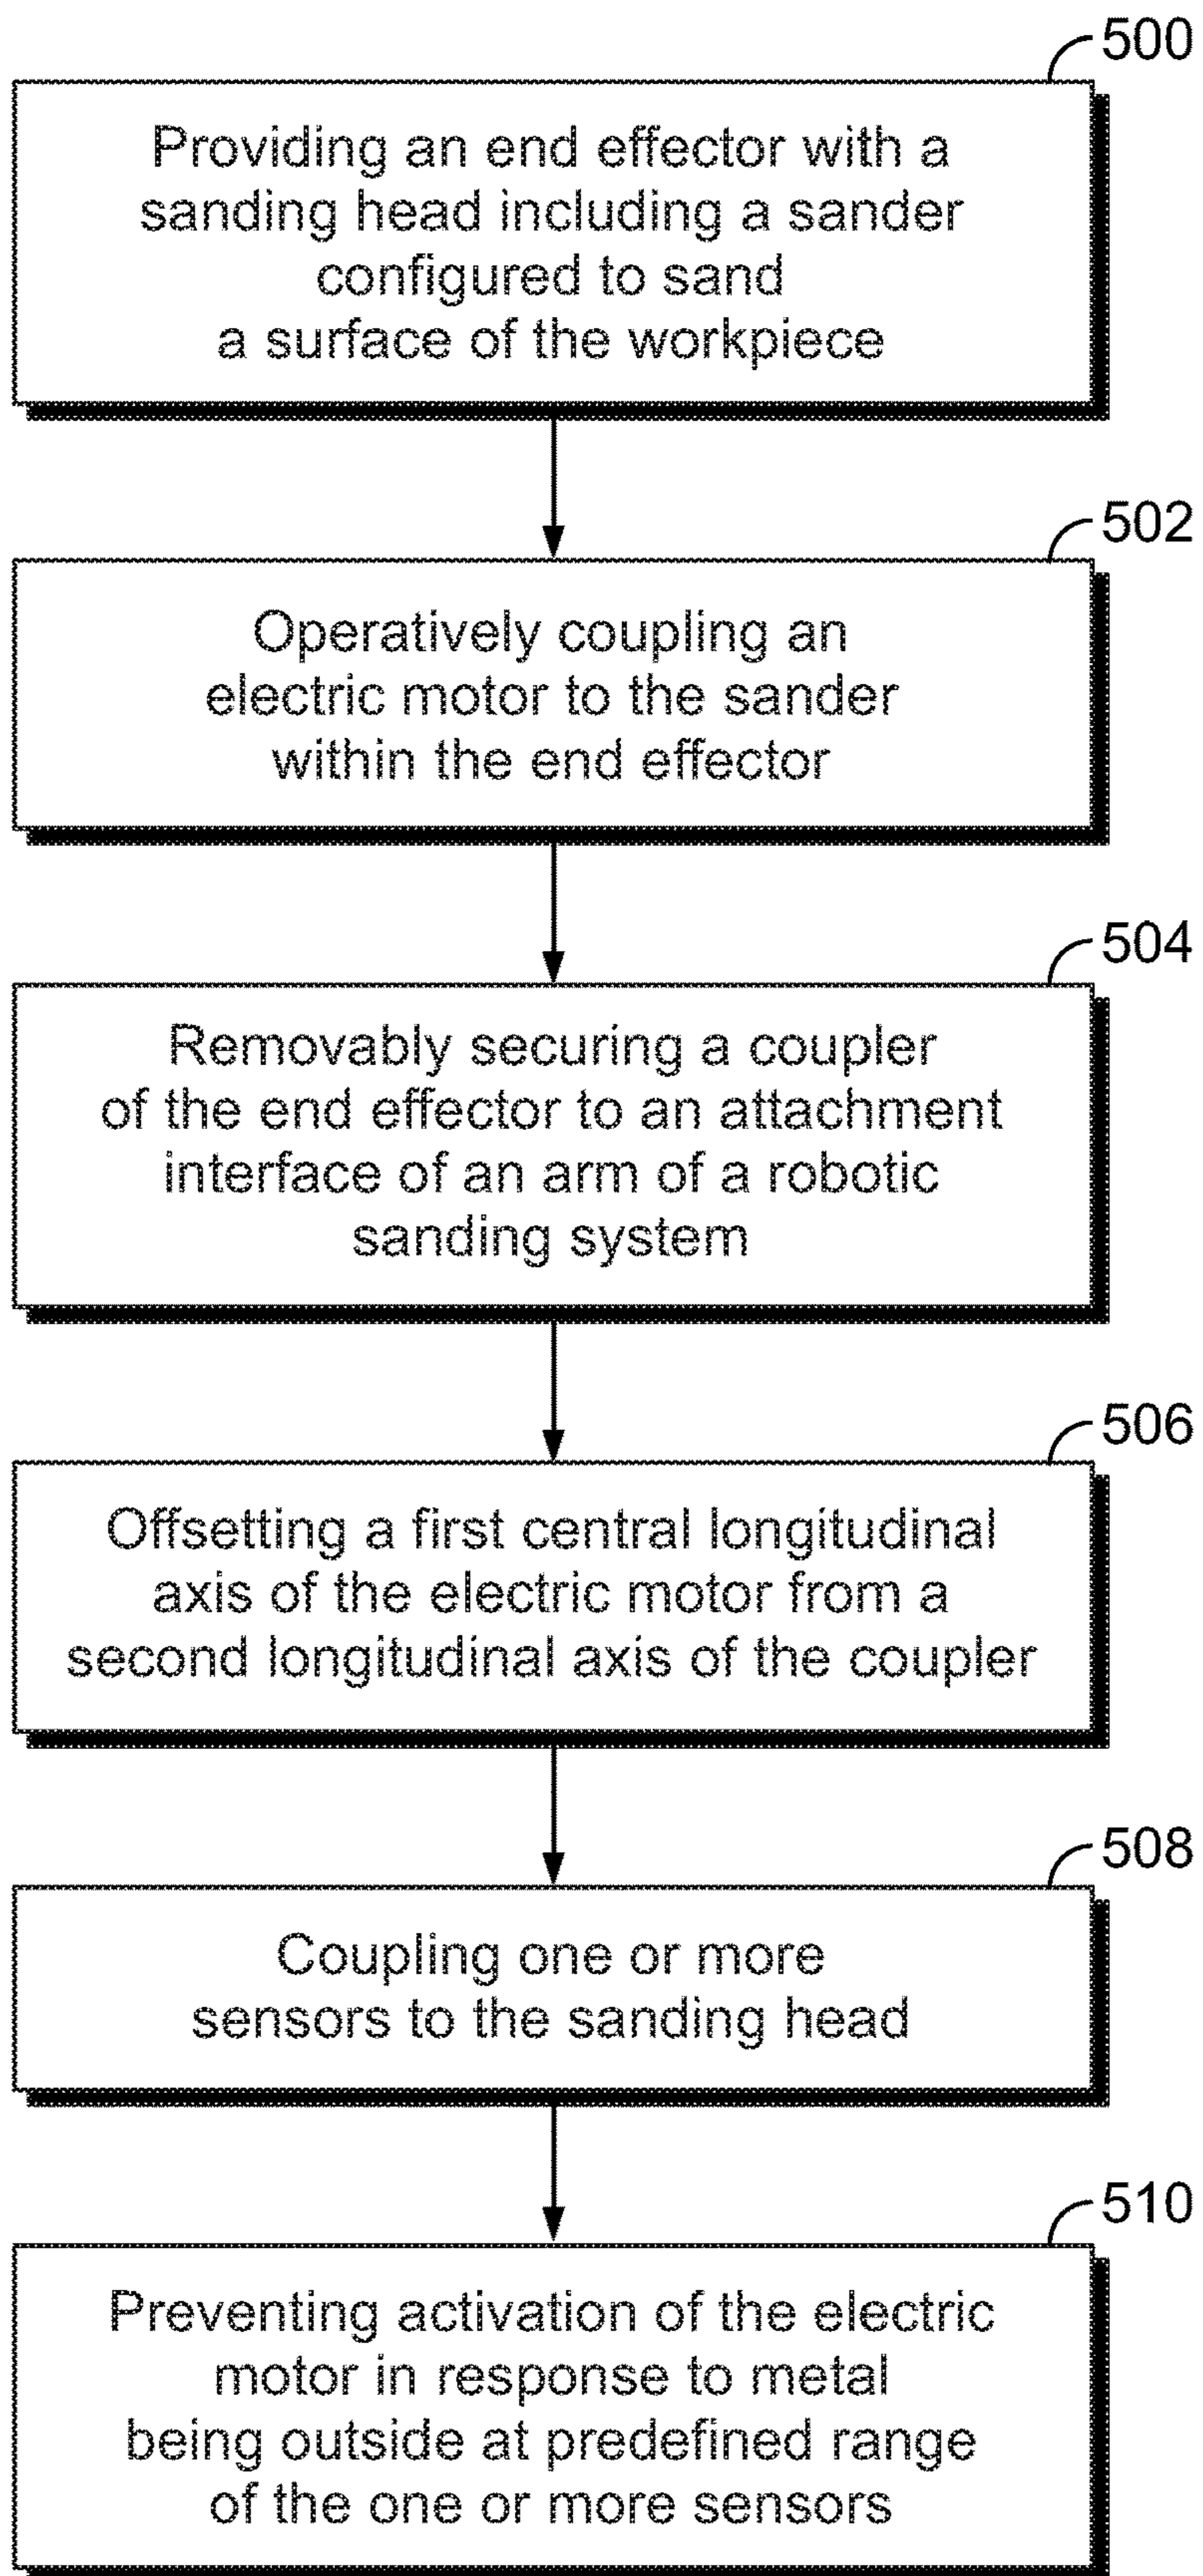 500
Providing an end effector with a
sanding head including a sander
configured to sand
a surface of the workpiece
502
Operatively coupling an
electric motor to the sander
within the end effector
504
Removably securing a coupler
of the end effector to an attachment
interface of an arm of a robotic
sanding system
506
Offsetting a first central longitudinal
axis of the electric motor from a
second longitudinal axis of the coupler
508
Coupling one or more
sensors to the sanding head
510
Preventing activation of the electric
motor in response to metal
being outside at predefined range
of the one or more sensors